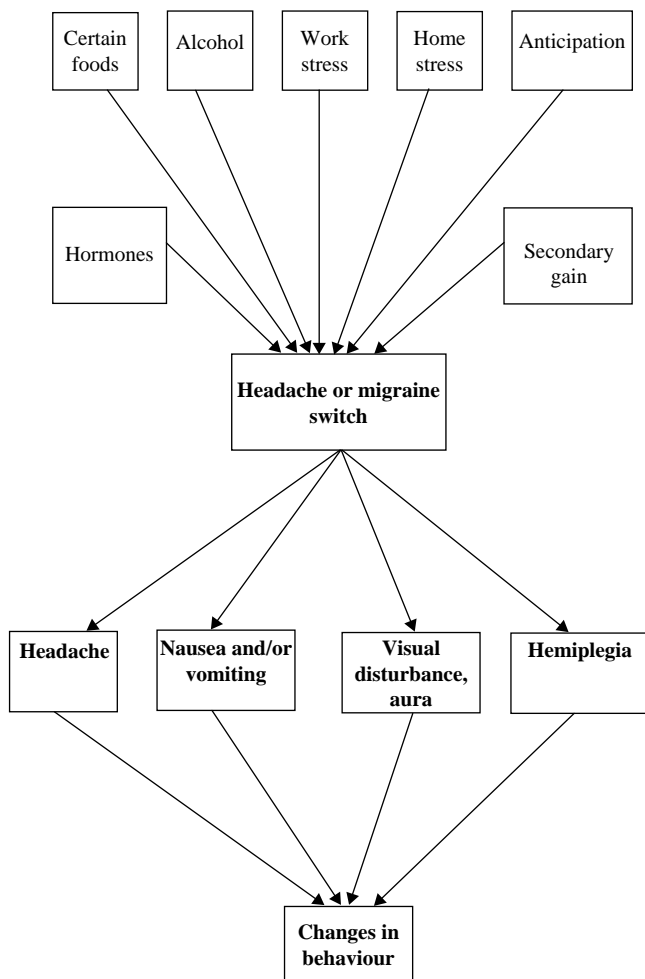 Certain
foods
Alcohol
Work
stress
Home
stress
Anticipation
Hormones
Secondary
gain
Headache or migraine
switch
Headache
Nausea and/or
vomiting
Visual
disturbance,
aura
Hemiplegia
Changes in
behaviour